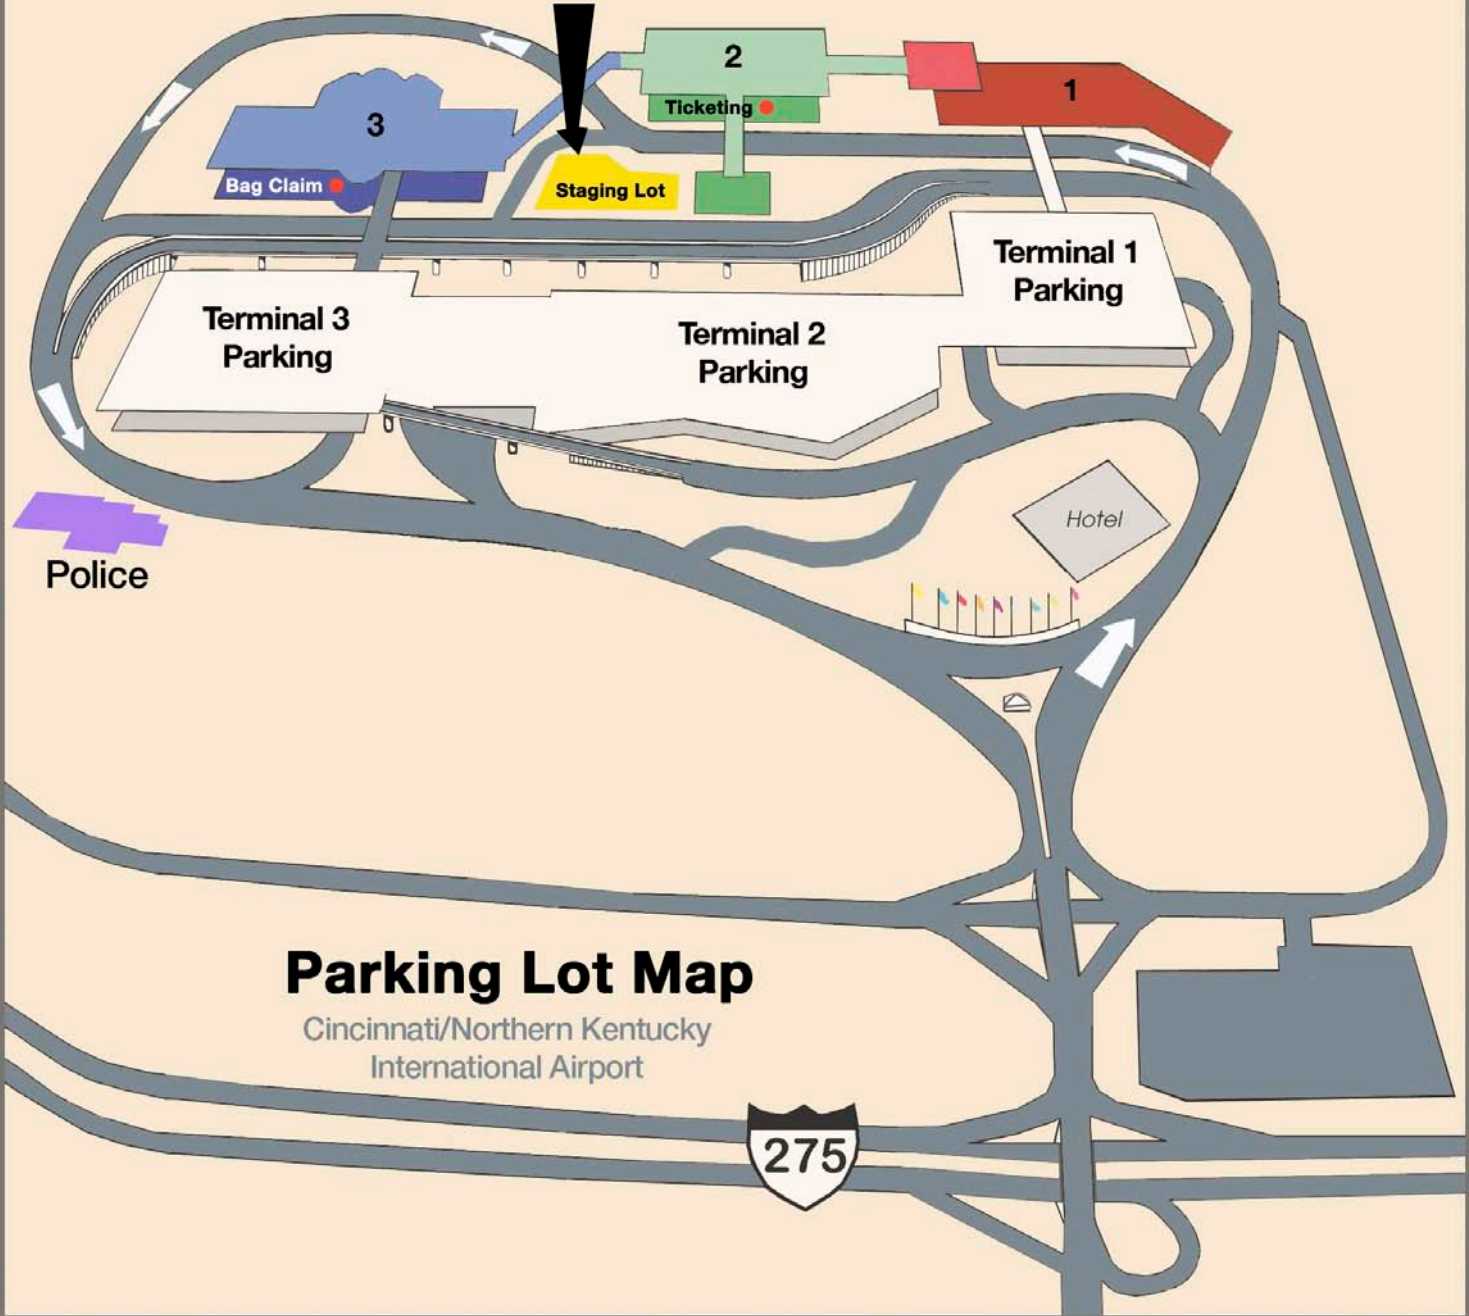 2
1
3
Ticketing
Bag Claim
Staging Lot
Terminal 1
Parking
Terminal 3
Parking
Terminal 2
Parking
Hotel
Police
Parking Lot Map
Cincinnati/Northern Kentucky
International Airport
275